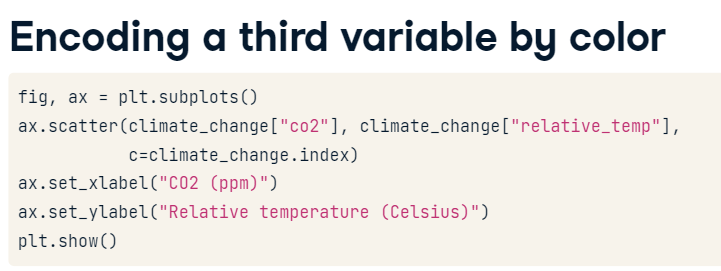 Encoding a third variable by color
fig, ax = plt.subplots()
ax.scatter(climate_change["co2"], climate_change["relative_temp"],
           c=climate_change.index)
ax.set_xlabel("CO2 (ppm)")
ax.set_ylabel("Relative temperature (Celsius)")
plt.show()